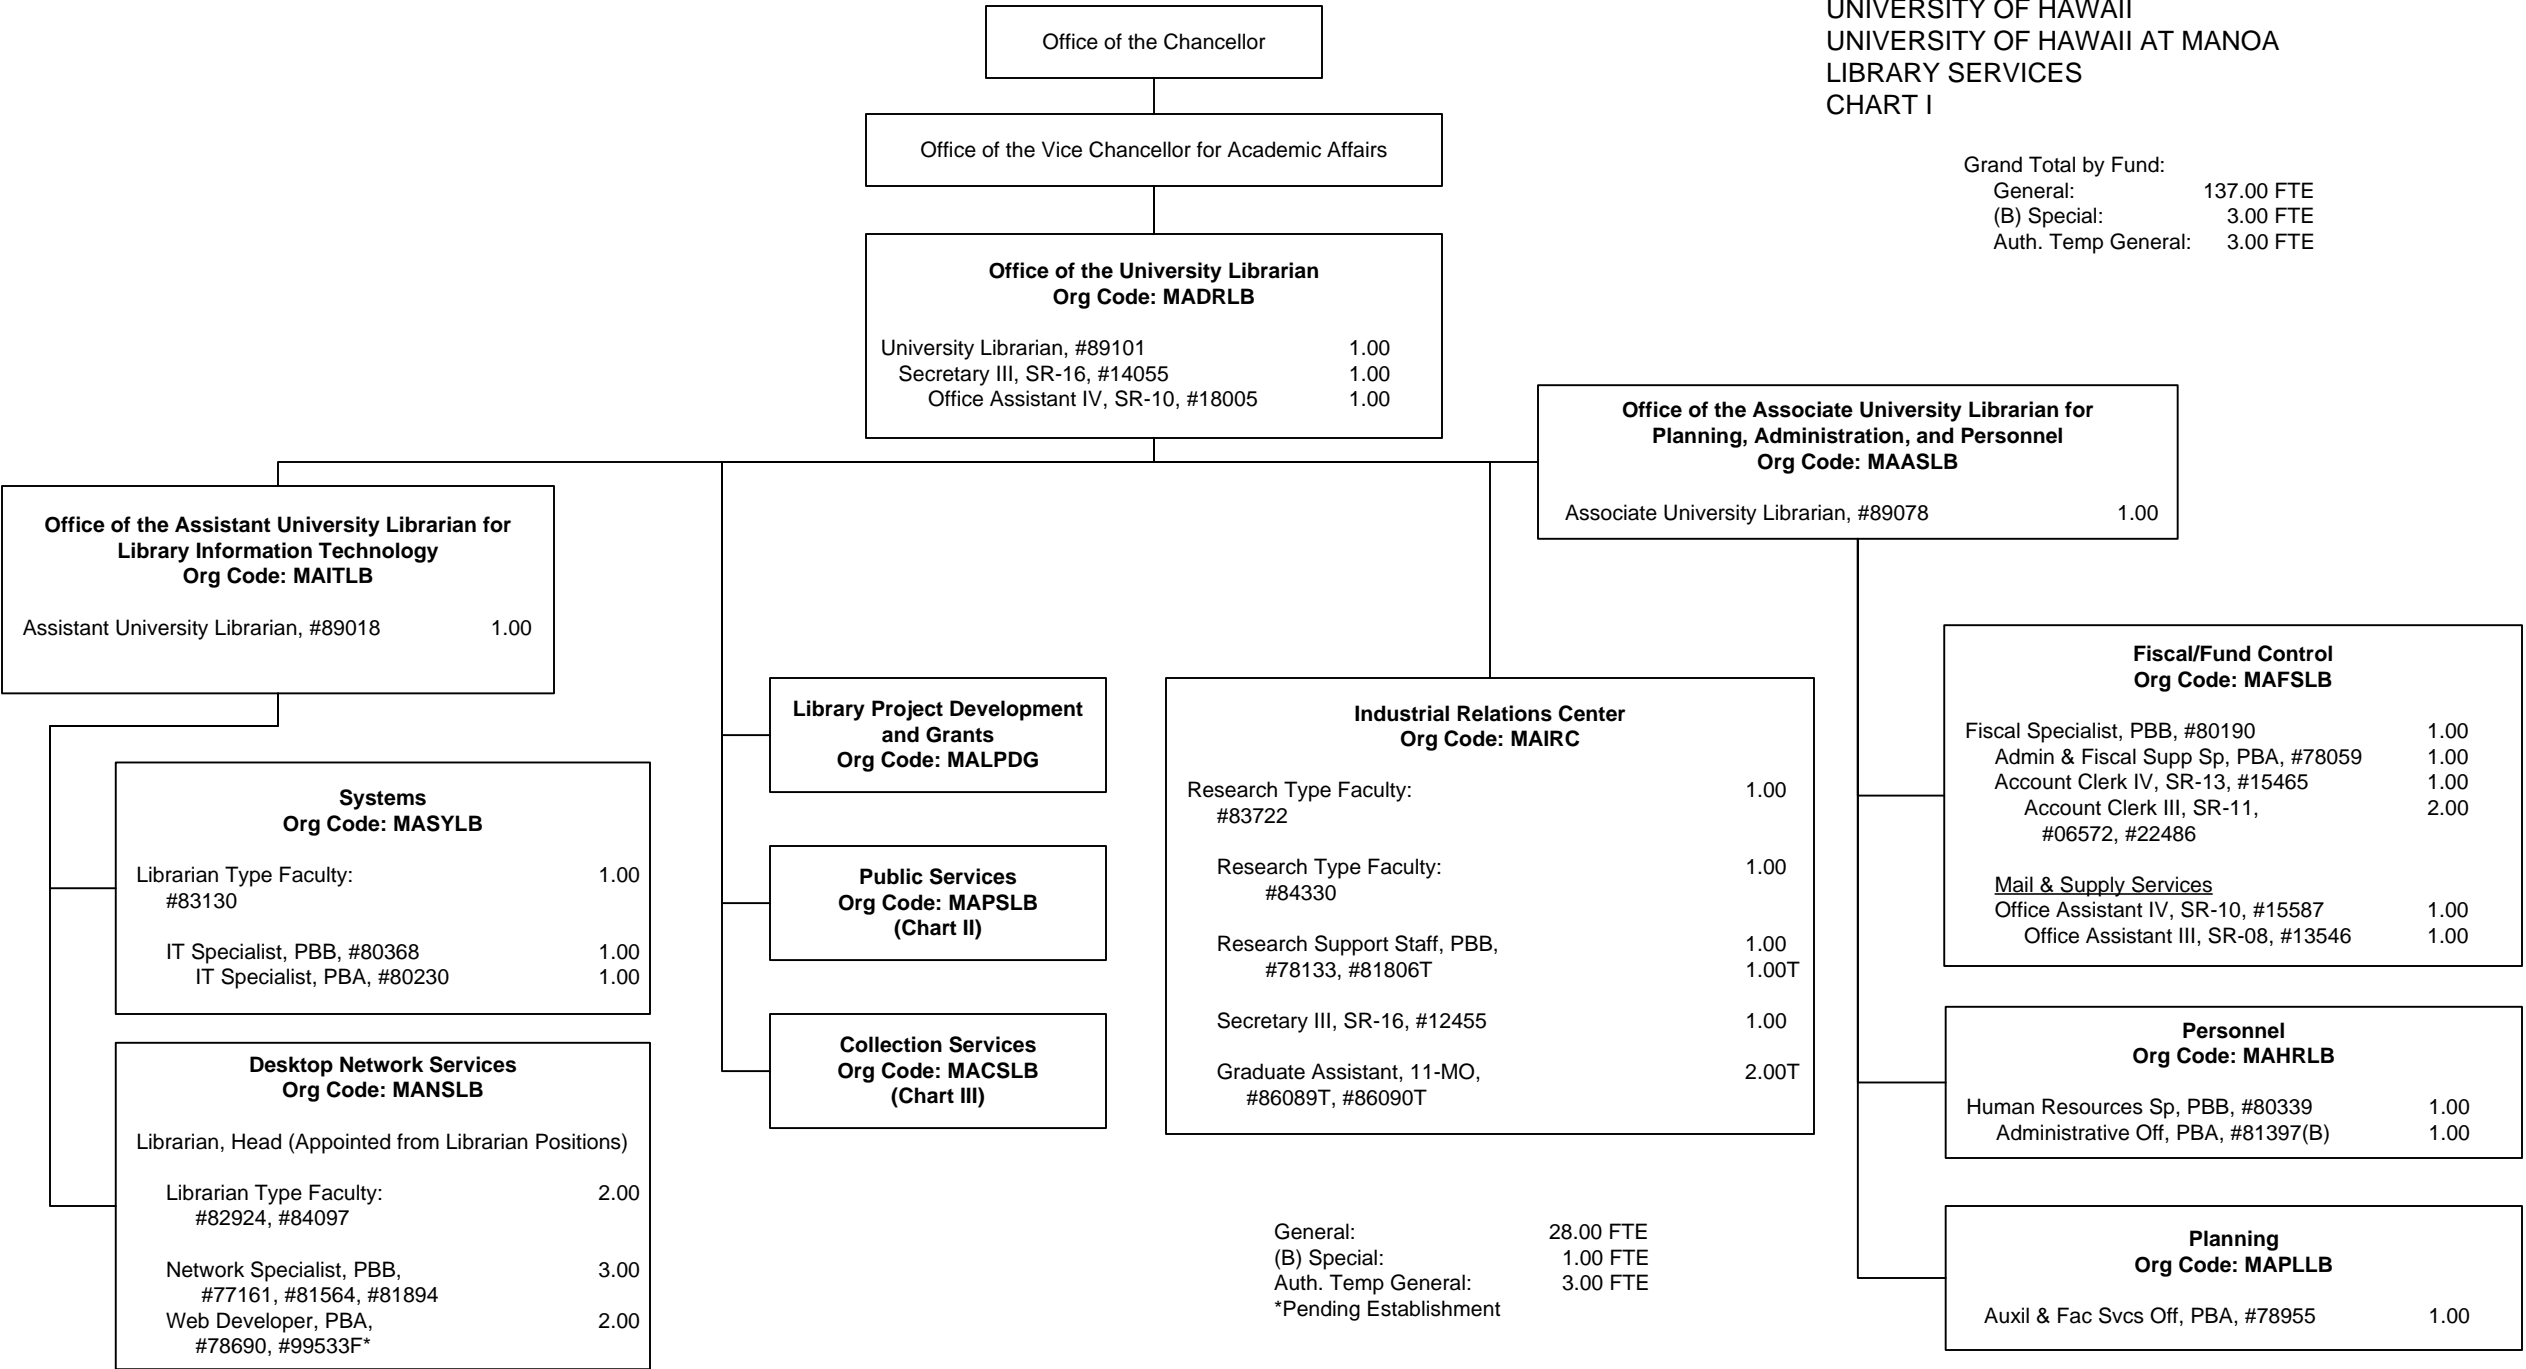 UNIVERSITY OF HAWAII
UNIVERSITY OF HAWAII AT MANOA
LIBRARY SERVICES
CHART I
Grand Total by Fund:
General: 137.00 FTE
(B) Special: 3.00 FTE
Auth. Temp General: 3.00 FTE
Office of the Chancellor
Office of the Vice Chancellor for Academic Affairs
Office of the University Librarian
Org Code: MADRLB
University Librarian, #89101 1.00
Secretary III, SR-16, #14055 1.00
Office Assistant IV, SR-10, #18005 1.00
Office of the Assistant University Librarian for
Library Information Technology
Org Code: MAITLB
Assistant University Librarian, #89018 1.00
Systems
Org Code: MASYLB
Librarian Type Faculty: 1.00
#83130
IT Specialist, PBB, #80368 1.00
IT Specialist, PBA, #80230 1.00
Desktop Network Services
Org Code: MANSLB
Librarian, Head (Appointed from Librarian Positions)
Librarian Type Faculty: 2.00
#82924, #84097
Network Specialist, PBB, 3.00
#77161, #81564, #81894
Web Developer, PBA, 2.00
#78690, #99533F*
Library Project Development
and Grants
Org Code: MALPDG
Public Services
Org Code: MAPSLB
(Chart II)
Collection Services
Org Code: MACSLB
(Chart III)
Industrial Relations Center
Org Code: MAIRC
Research Type Faculty: 1.00
#83722
Research Type Faculty: 1.00
#84330
Research Support Staff, PBB, 1.00
#78133, #81806T 1.00T
Secretary III, SR-16, #12455 1.00
Graduate Assistant, 11-MO, 2.00T
#86089T, #86090T
General: 28.00 FTE
(B) Special: 1.00 FTE
Auth. Temp General: 3.00 FTE
*Pending Establishment
Office of the Associate University Librarian for
Planning, Administration, and Personnel
Org Code: MAASLB
Associate University Librarian, #89078 1.00
Fiscal/Fund Control
Org Code: MAFSLB
Fiscal Specialist, PBB, #80190 1.00
Admin & Fiscal Supp Sp, PBA, #78059 1.00
Account Clerk IV, SR-13, #15465 1.00
Account Clerk III, SR-11, 2.00
#06572, #22486
Mail & Supply Services
Office Assistant IV, SR-10, #15587 1.00
Office Assistant III, SR-08, #13546 1.00
Personnel
Org Code: MAHRLB
Human Resources Sp, PBB, #80339 1.00
Administrative Off, PBA, #81397(B) 1.00
Planning
Org Code: MAPLLB
Auxil & Fac Svcs Off, PBA, #78955 1.00